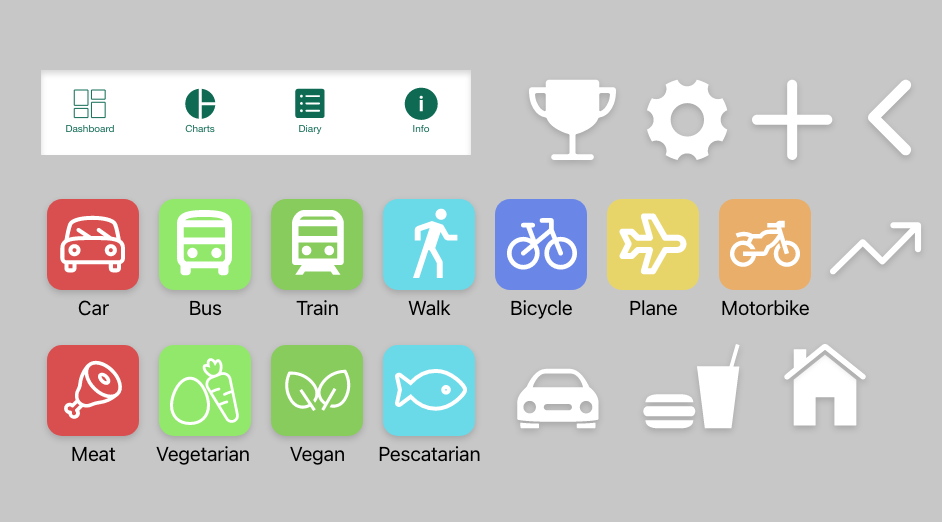 Dashboard Charts Diary Info
Car Bus Train Walk Bicycle Plane Motorbike
Meat Vegetarian Vegan Pescatarian